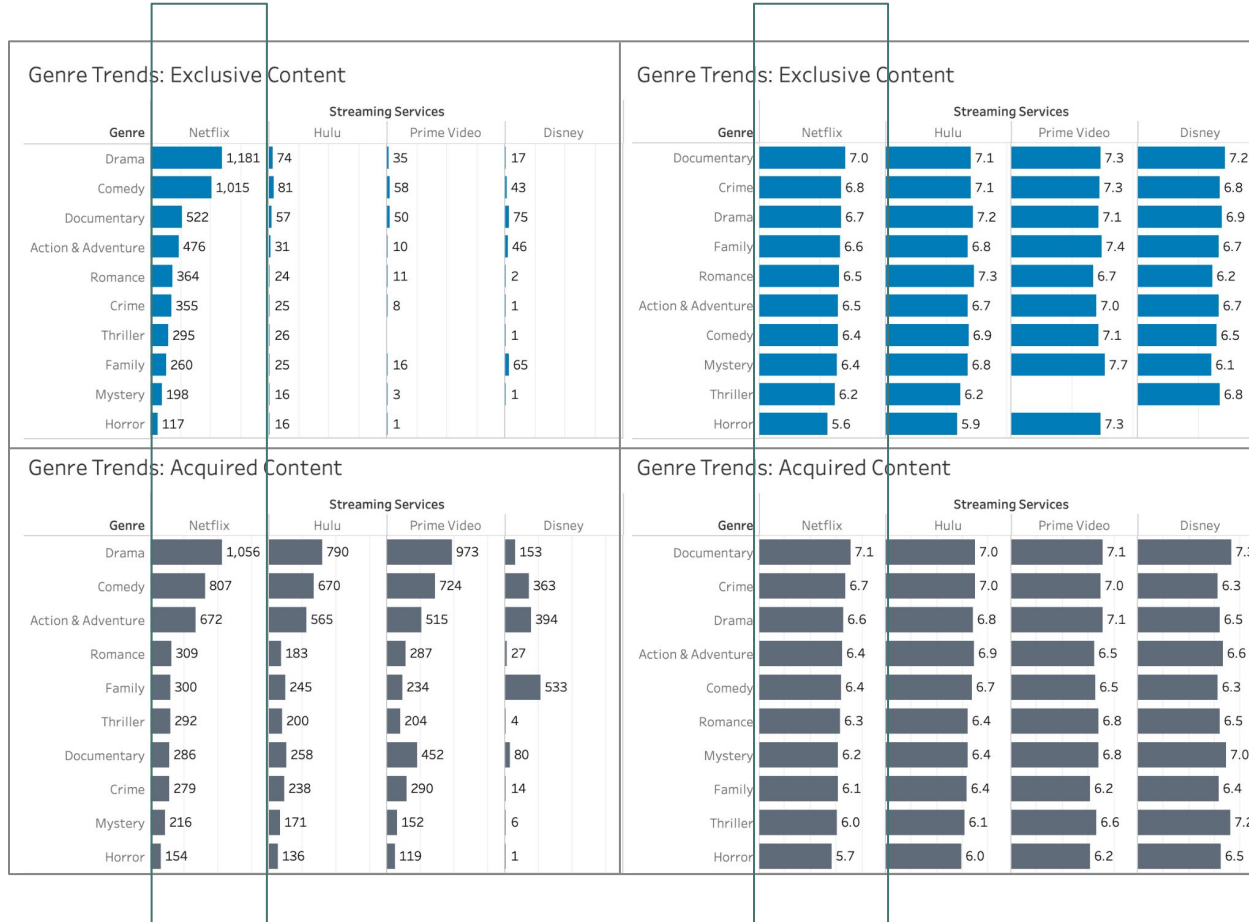 Genre Trends: Exclusive Content
Streaming Services
Genre Netflix Hulu Prime Video Disney
Drama 1,181 74 35 17
Comedy 1,015 81 58 43
Documentary 522 57 50 75
Action & Adventure 476 31 10 46
Romance 364 24 11 2
Crime 355 25 8 1
Thriller 295 26 1
Family 260 25 16 65
Mystery 198 16 3 1
Horror 117 16 1
Genre Trends: Exclusive Content
Streaming Services
Genre Netflix Hulu Prime Video Disney
Documentary 7.0 7.1 7.3 7.2
Crime 6.8 7.1 7.3 6.8
Drama 6.7 7.2 7.1 6.9
Family 6.6 6.8 7.4 6.7
Romance 6.5 7.3 6.7 6.2
Action & Adventure 6.5 6.7 7.0 6.7
Comedy 6.4 6.9 7.1 6.5
Mystery 6.4 6.8 7.7 6.1
Thriller 6.2 6.2 6.8
Horror 5.6 5.9 7.3
Genre Trends: Acquired Content
Streaming Services
Genre Netflix Hulu Prime Video Disney
Drama 1,056 790 973 153
Comedy 807 670 724 363
Action & Adventure 672 565 515 394
Romance 309 183 287 27
Family 300 245 234 533
Thriller 292 200 204 4
Documentary 286 258 452 80
Crime 279 238 290 14
Mystery 216 171 152 6
Horror 154 136 119 1
Genre Trends: Acquired Content
Streaming Services
Genre Netflix Hulu Prime Video Disney
Documentary 7.1 7.0 7.1 7.3
Crime 6.7 7.0 7.0 6.3
Drama 6.6 6.8 7.1 6.5
Action & Adventure 6.4 6.9 6.5 6.6
Comedy 6.4 6.7 6.5 6.3
Romance 6.3 6.4 6.8 6.5
Mystery 6.2 6.4 6.8 7.0
Family 6.1 6.4 6.2 6.4
Thriller 6.0 6.1 6.6 7.2
Horror 5.7 6.0 6.2 6.5